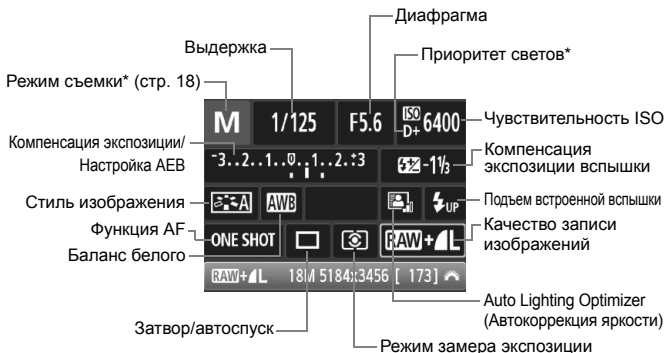 Диафрагма
Выдержка
Приоритет светов*
Режим съемки* (стр. 18)
M 1/125 F5.6 ISO D+ 6400
Чувствительность ISO
Компенсация экспозиции/
Настройка AEB
-3..2..1..0..1..2.:3
-1⅓
Компенсация
экспозиции вспышки
Стиль изображения
A AWB UP
Подъем встроенной вспышки
Функция AF
ONE SHOT RAW+L
Качество записи
изображений
Баланс белого
RAW+L 18M 5184x3456 [ 173]
Auto Lighting Optimizer
(Автокоррекция яркости)
Затвор/автоспуск
Режим замера экспозиции